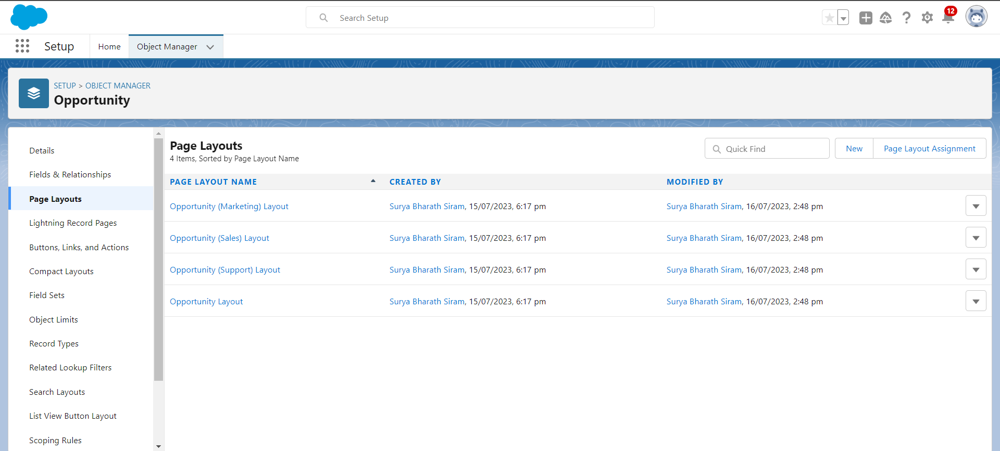 Search Setup
12
Setup
Home
Object Manager
SETUP > OBJECT MANAGER
Opportunity
Details
Fields & Relationships
Page Layouts
Lightning Record Pages
Buttons, Links, and Actions
Compact Layouts
Field Sets
Object Limits
Record Types
Related Lookup Filters
Search Layouts
List View Button Layout
Scoping Rules
Page Layouts
4 Items, Sorted by Page Layout Name
Quick Find
New
Page Layout Assignment
PAGE LAYOUT NAME CREATED BY MODIFIED BY
Opportunity (Marketing) Layout Surya Bharath Siram, 15/07/2023, 6:17 pm Surya Bharath Siram, 16/07/2023, 2:48 pm
Opportunity (Sales) Layout Surya Bharath Siram, 15/07/2023, 6:17 pm Surya Bharath Siram, 16/07/2023, 2:48 pm
Opportunity (Support) Layout Surya Bharath Siram, 15/07/2023, 6:17 pm Surya Bharath Siram, 16/07/2023, 2:48 pm
Opportunity Layout Surya Bharath Siram, 15/07/2023, 6:17 pm Surya Bharath Siram, 16/07/2023, 2:48 pm